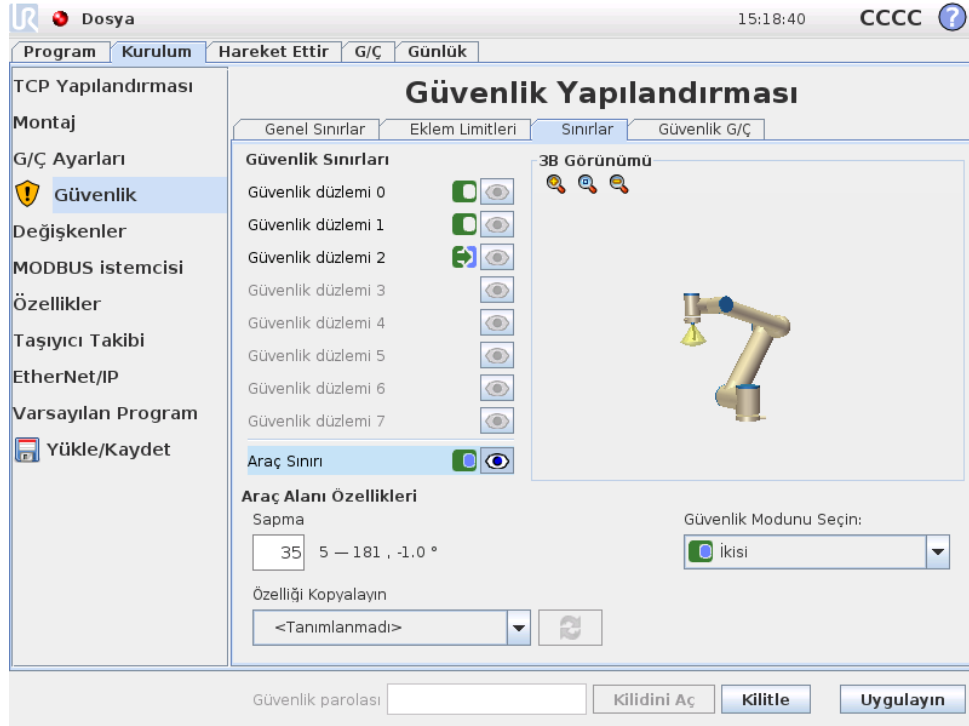 UR Dosya 15:18:40 CCCC ?
Program Kurulum Hareket Ettir G/Ç Günlük
TCP Yapılandırması
Montaj
G/Ç Ayarları
Güvenlik
Değişkenler
MODBUS istemcisi
Özellikler
Taşıyıcı Takibi
EtherNet/IP
Varsayılan Program
Yükle/Kaydet
Güvenlik Yapılandırması
Genel Sınırlar Eklem Limitleri Sınırlar Güvenlik G/Ç
Güvenlik Sınırları
Güvenlik düzlemi 0
Güvenlik düzlemi 1
Güvenlik düzlemi 2
Güvenlik düzlemi 3
Güvenlik düzlemi 4
Güvenlik düzlemi 5
Güvenlik düzlemi 6
Güvenlik düzlemi 7
Araç Sınırı
3B Görünümü
Araç Alanı Özellikleri
Sapma
35 5 — 181 , -1.0 °
Güvenlik Modunu Seçin:
İkisi
Özelliği Kopyalayın
<Tanımlanmadı>
Güvenlik parolası Kilidini Aç Kilitle Uygulayın